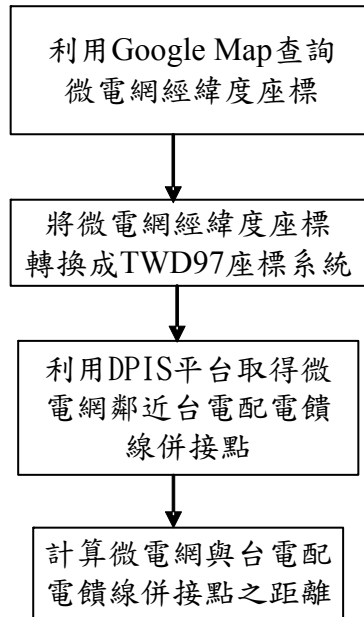 利用Google Map查詢
微電網經緯度座標
將微電網經緯度座標
轉換成TWD97座標系統
利用DPIS平台取得微
電網鄰近台電配電饋
線併接點
計算微電網與台電配
電饋線併接點之距離